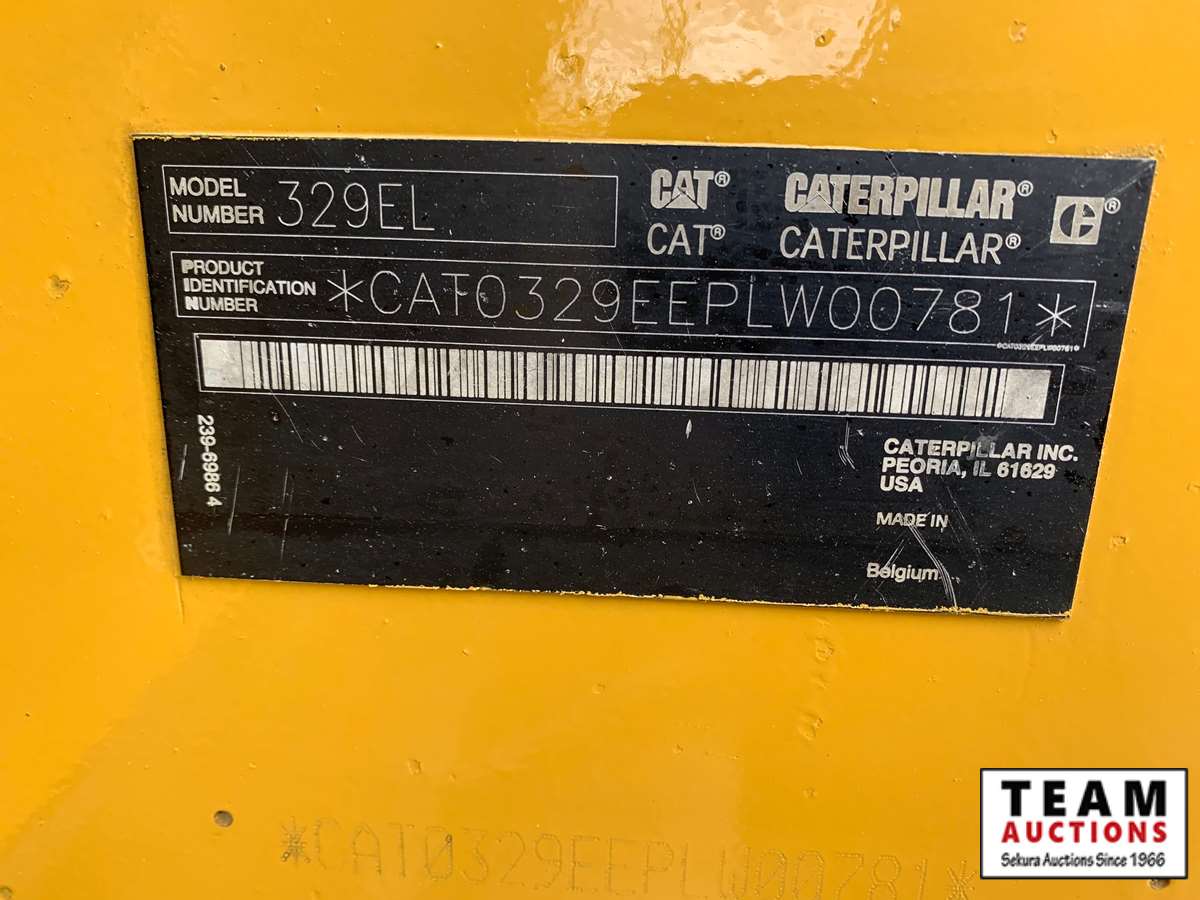 MODEL
NUMBER 329EL
CAT® CATERPILLAR® ®
CAT® CATERPILLAR®
PRODUCT
IDENTIFICATION
NUMBER *CAT0329EEPLW00781*
239-6986 4
CATERPILLAR INC.
PEORIA, IL 61629
USA
MADE IN
Belgium
*CAT0329EEPLW00781*
TEAM
AUCTIONS
Sekura Auctions Since 1966